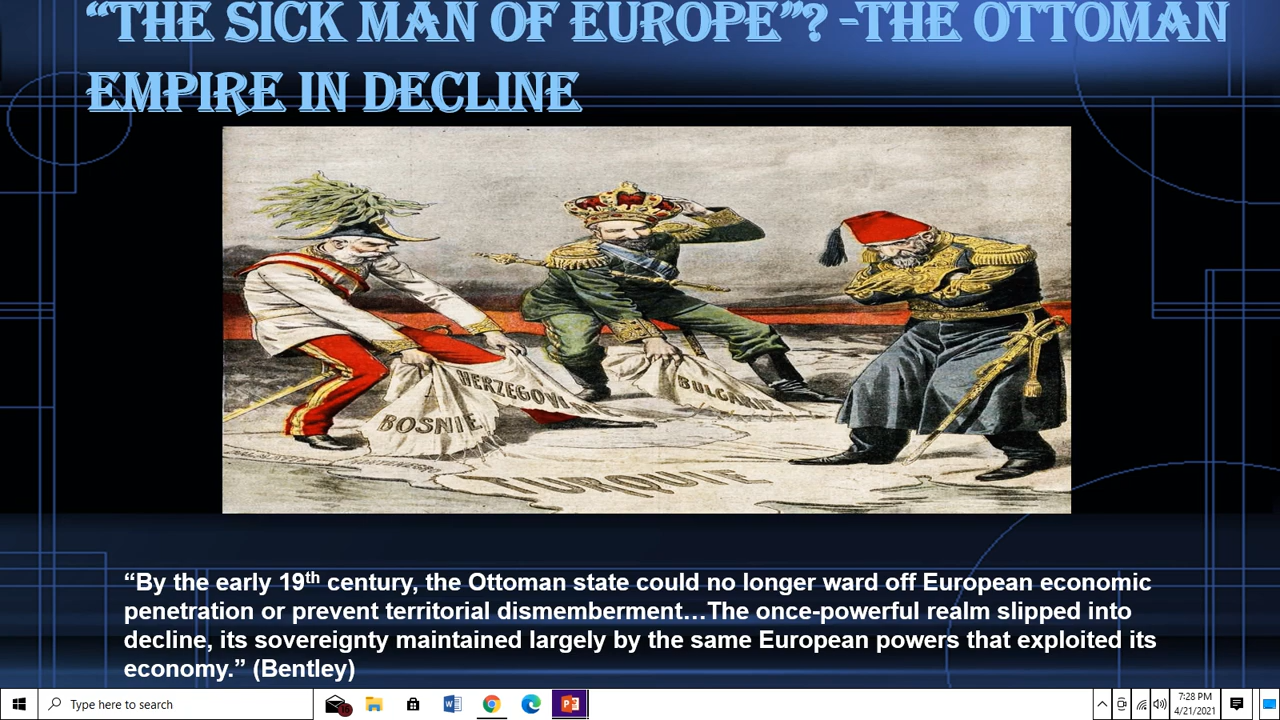 “THE SICK MAN OF EUROPE”? -THE OTTOMAN
EMPIRE IN DECLINE
HERZEGOVINE
BULGARIE
BOSNIE
TURQUIE
“By the early 19th century, the Ottoman state could no longer ward off European economic
penetration or prevent territorial dismemberment…The once-powerful realm slipped into
decline, its sovereignty maintained largely by the same European powers that exploited its
economy.” (Bentley)
Type here to search
7:28 PM
4/21/2021